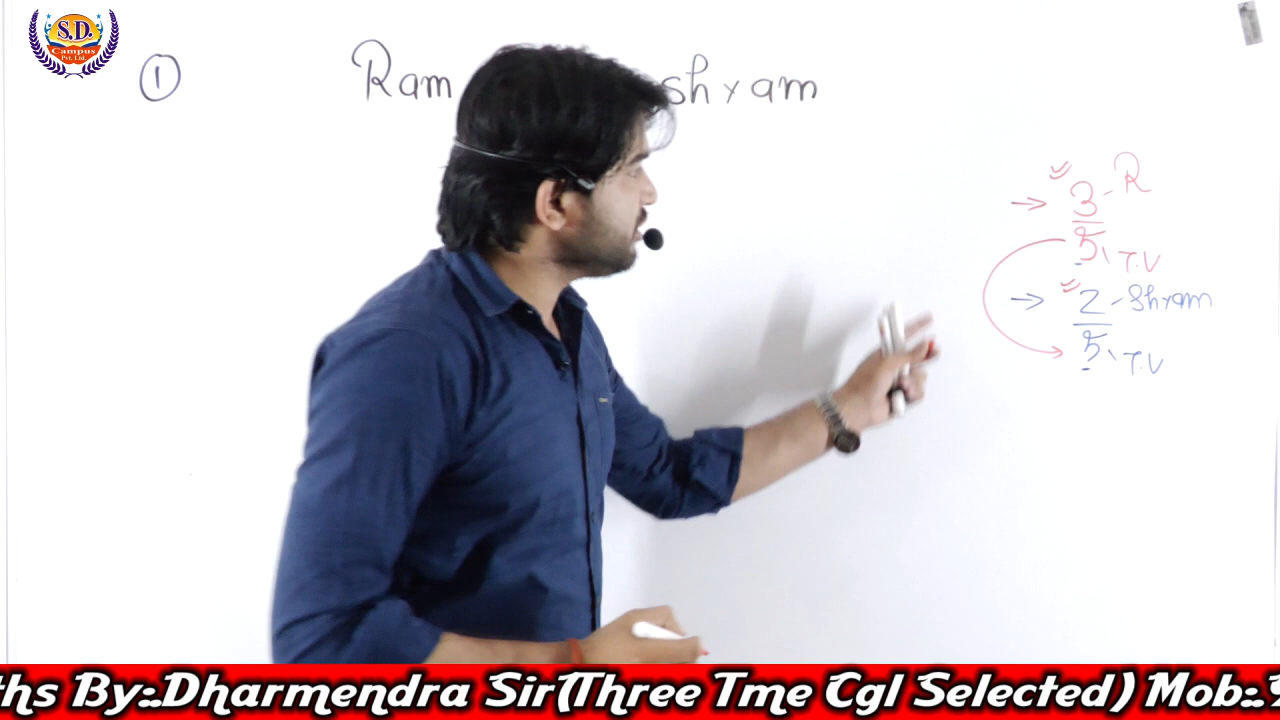 S.D.
Campus
Pvt. Ltd.
① Ram shyam
→ 3 - R
5, T.V
→ 2 - Shyam
5, T.V
ths By:.Dharmendra Sir(Three Tme Cgl Selected) Mob:.